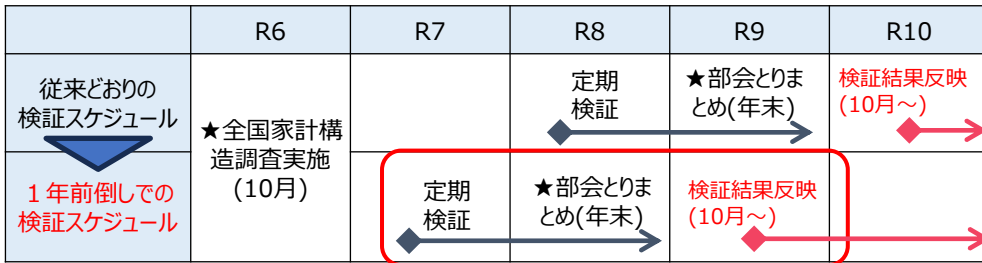 R6
R7
R8
R9
R10
従来どおりの
検証スケジュール
★全国家計構
造調査実施
(10月)
定期
検証
★部会とりま
とめ(年末)
検証結果反映
(10月～)
１年前倒しでの
検証スケジュール
定期
検証
★部会とりま
とめ(年末)
検証結果反映
(10月～)